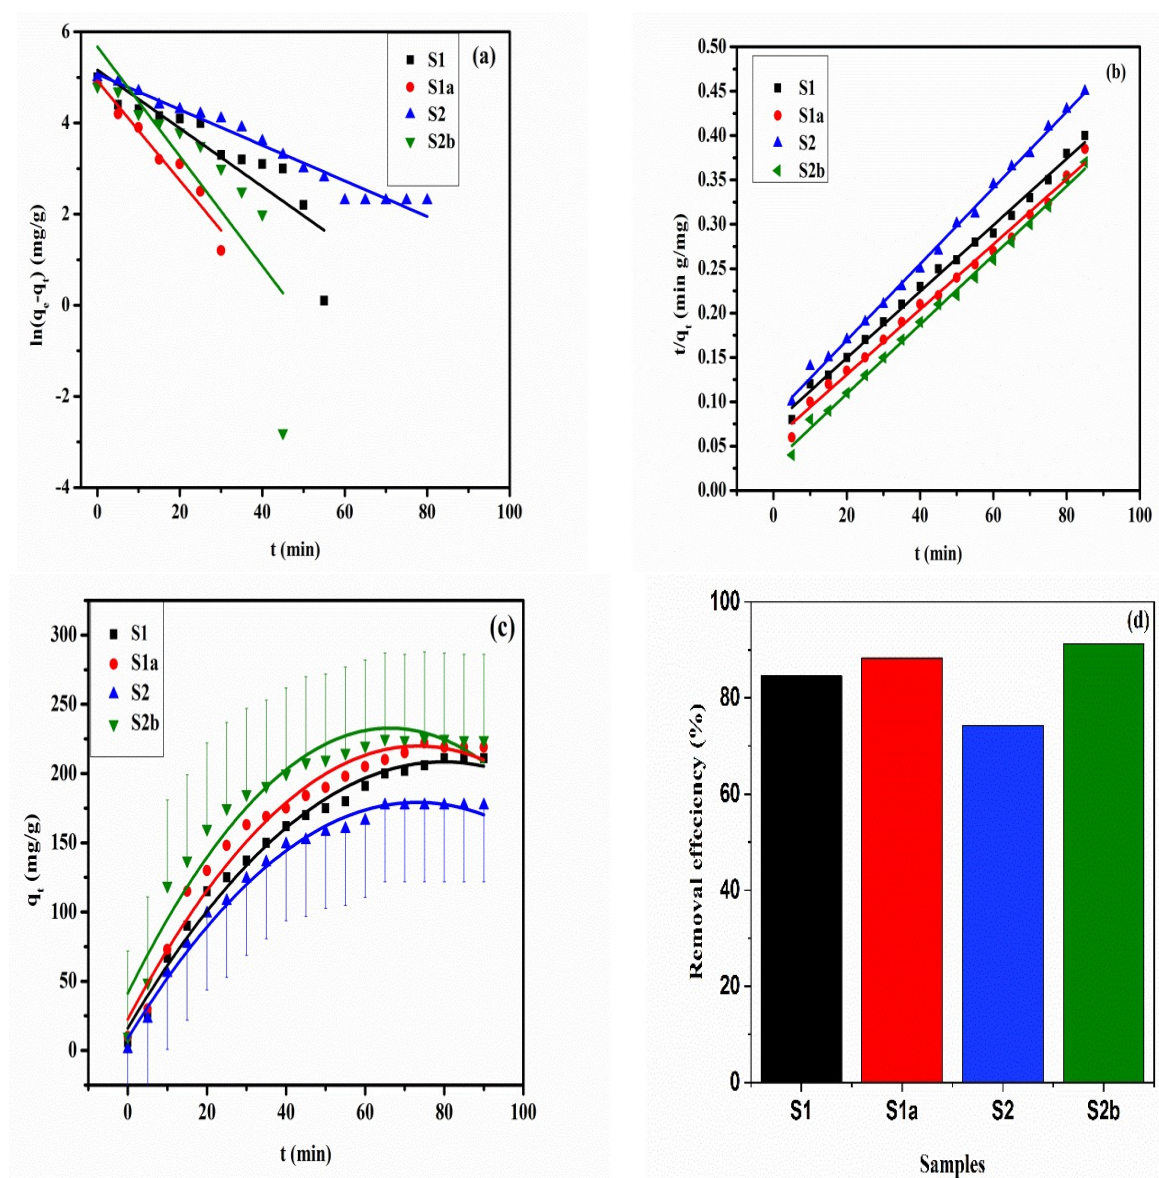 6
4
2
0
-2
-4
0 20 40 60 80 100
ln(qe-qt) (mg/g)
t (min)
S1
S1a
S2
S2b
(a)
0.50
0.45
0.40
0.35
0.30
0.25
0.20
0.15
0.10
0.05
0.00
0 20 40 60 80 100
t/qt (min g/mg)
t (min)
S1
S1a
S2
S2b
(b)
300
250
200
150
100
50
0
0 20 40 60 80 100
qt (mg/g)
t (min)
S1
S1a
S2
S2b
(c)
100
80
60
40
20
0
S1 S1a S2 S2b
Removal effeciency (%)
Samples
(d)